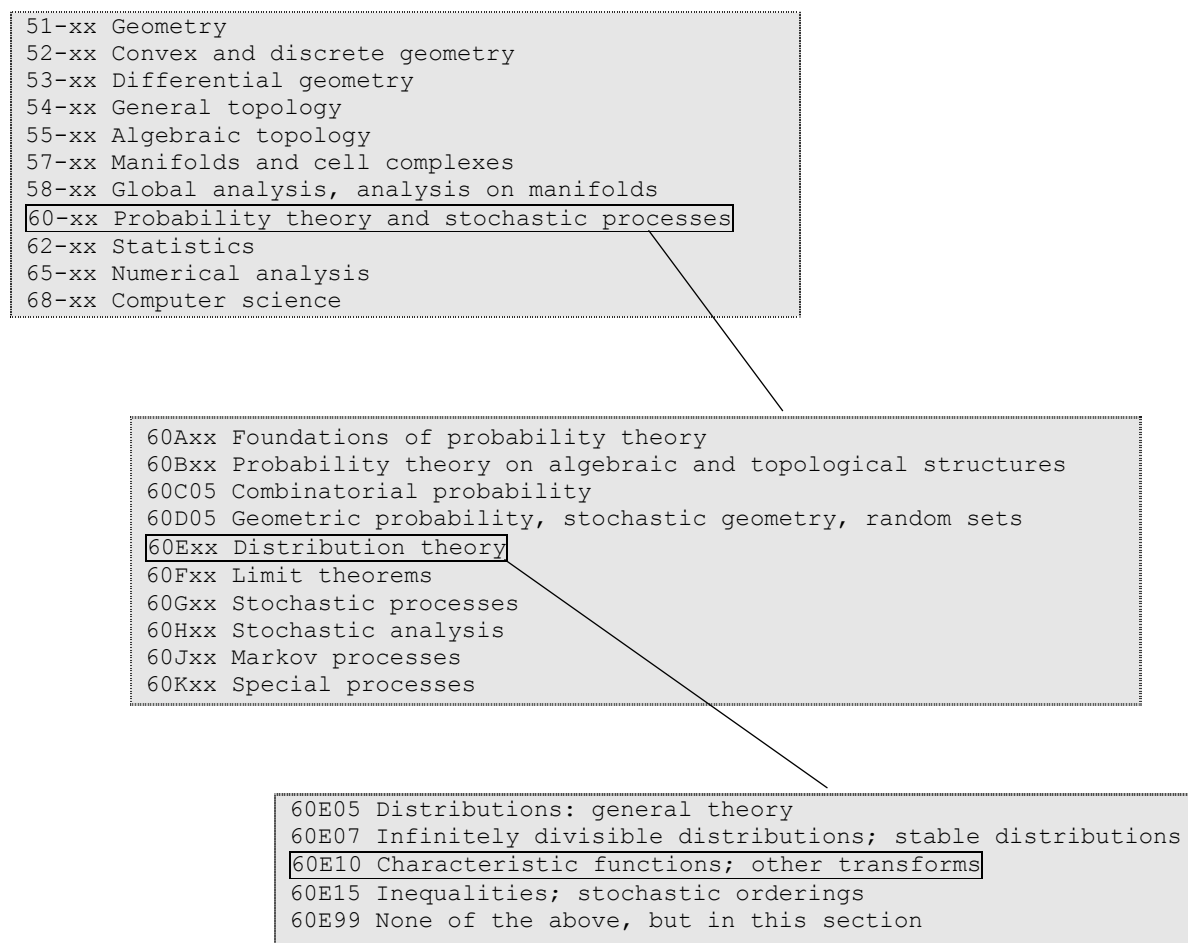 51-xx Geometry
52-xx Convex and discrete geometry
53-xx Differential geometry
54-xx General topology
55-xx Algebraic topology
57-xx Manifolds and cell complexes
58-xx Global analysis, analysis on manifolds
60-xx Probability theory and stochastic processes
62-xx Statistics
65-xx Numerical analysis
68-xx Computer science
60Axx Foundations of probability theory
60Bxx Probability theory on algebraic and topological structures
60C05 Combinatorial probability
60D05 Geometric probability, stochastic geometry, random sets
60Exx Distribution theory
60Fxx Limit theorems
60Gxx Stochastic processes
60Hxx Stochastic analysis
60Jxx Markov processes
60Kxx Special processes
60E05 Distributions: general theory
60E07 Infinitely divisible distributions; stable distributions
60E10 Characteristic functions; other transforms
60E15 Inequalities; stochastic orderings
60E99 None of the above, but in this section